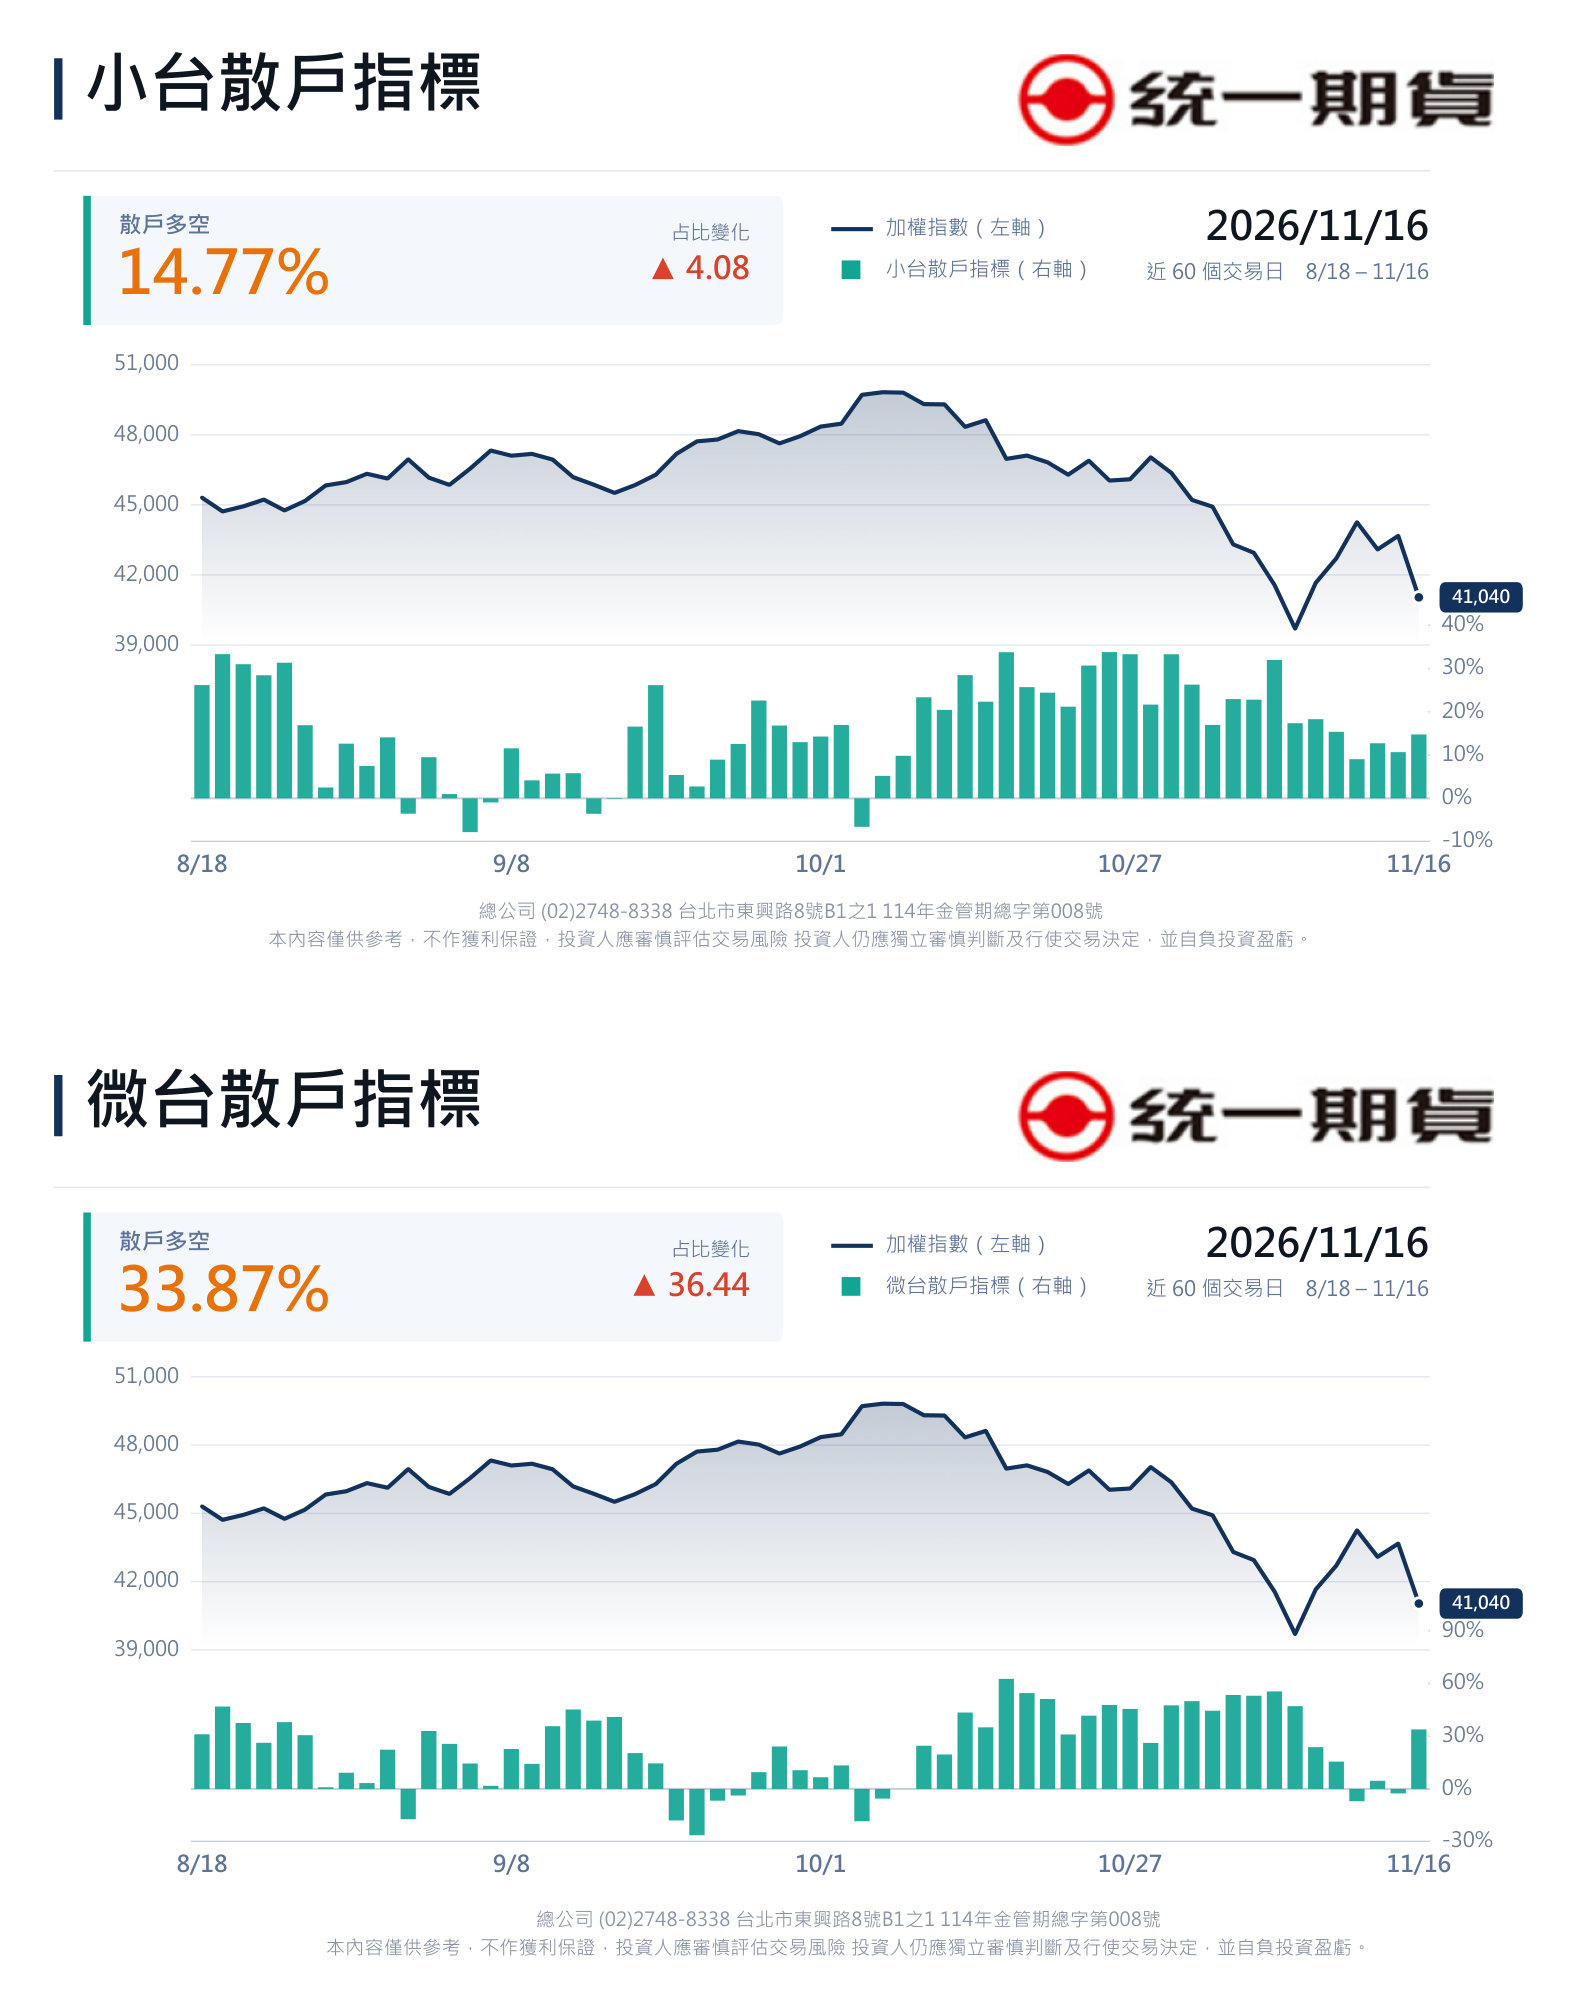 小台散戶指標
統一期貨
散戶多空
14.77%
占比變化
▲ 4.08
加權指數（左軸）
小台散戶指標（右軸）
2026/11/16
近 60 個交易日 8/18 – 11/16
51,000
48,000
45,000
42,000
39,000
41,040
40%
30%
20%
10%
0%
-10%
8/18 9/8 10/1 10/27 11/16
總公司 (02)2748-8338 台北市東興路8號B1之1 114年金管期總字第008號
本內容僅供參考，不作獲利保證，投資人應審慎評估交易風險 投資人仍應獨立審慎判斷及行使交易決定，並自負投資盈虧。
微台散戶指標
統一期貨
散戶多空
33.87%
占比變化
▲ 36.44
加權指數（左軸）
微台散戶指標（右軸）
2026/11/16
近 60 個交易日 8/18 – 11/16
51,000
48,000
45,000
42,000
39,000
41,040
90%
60%
30%
0%
-30%
8/18 9/8 10/1 10/27 11/16
總公司 (02)2748-8338 台北市東興路8號B1之1 114年金管期總字第008號
本內容僅供參考，不作獲利保證，投資人應審慎評估交易風險 投資人仍應獨立審慎判斷及行使交易決定，並自負投資盈虧。